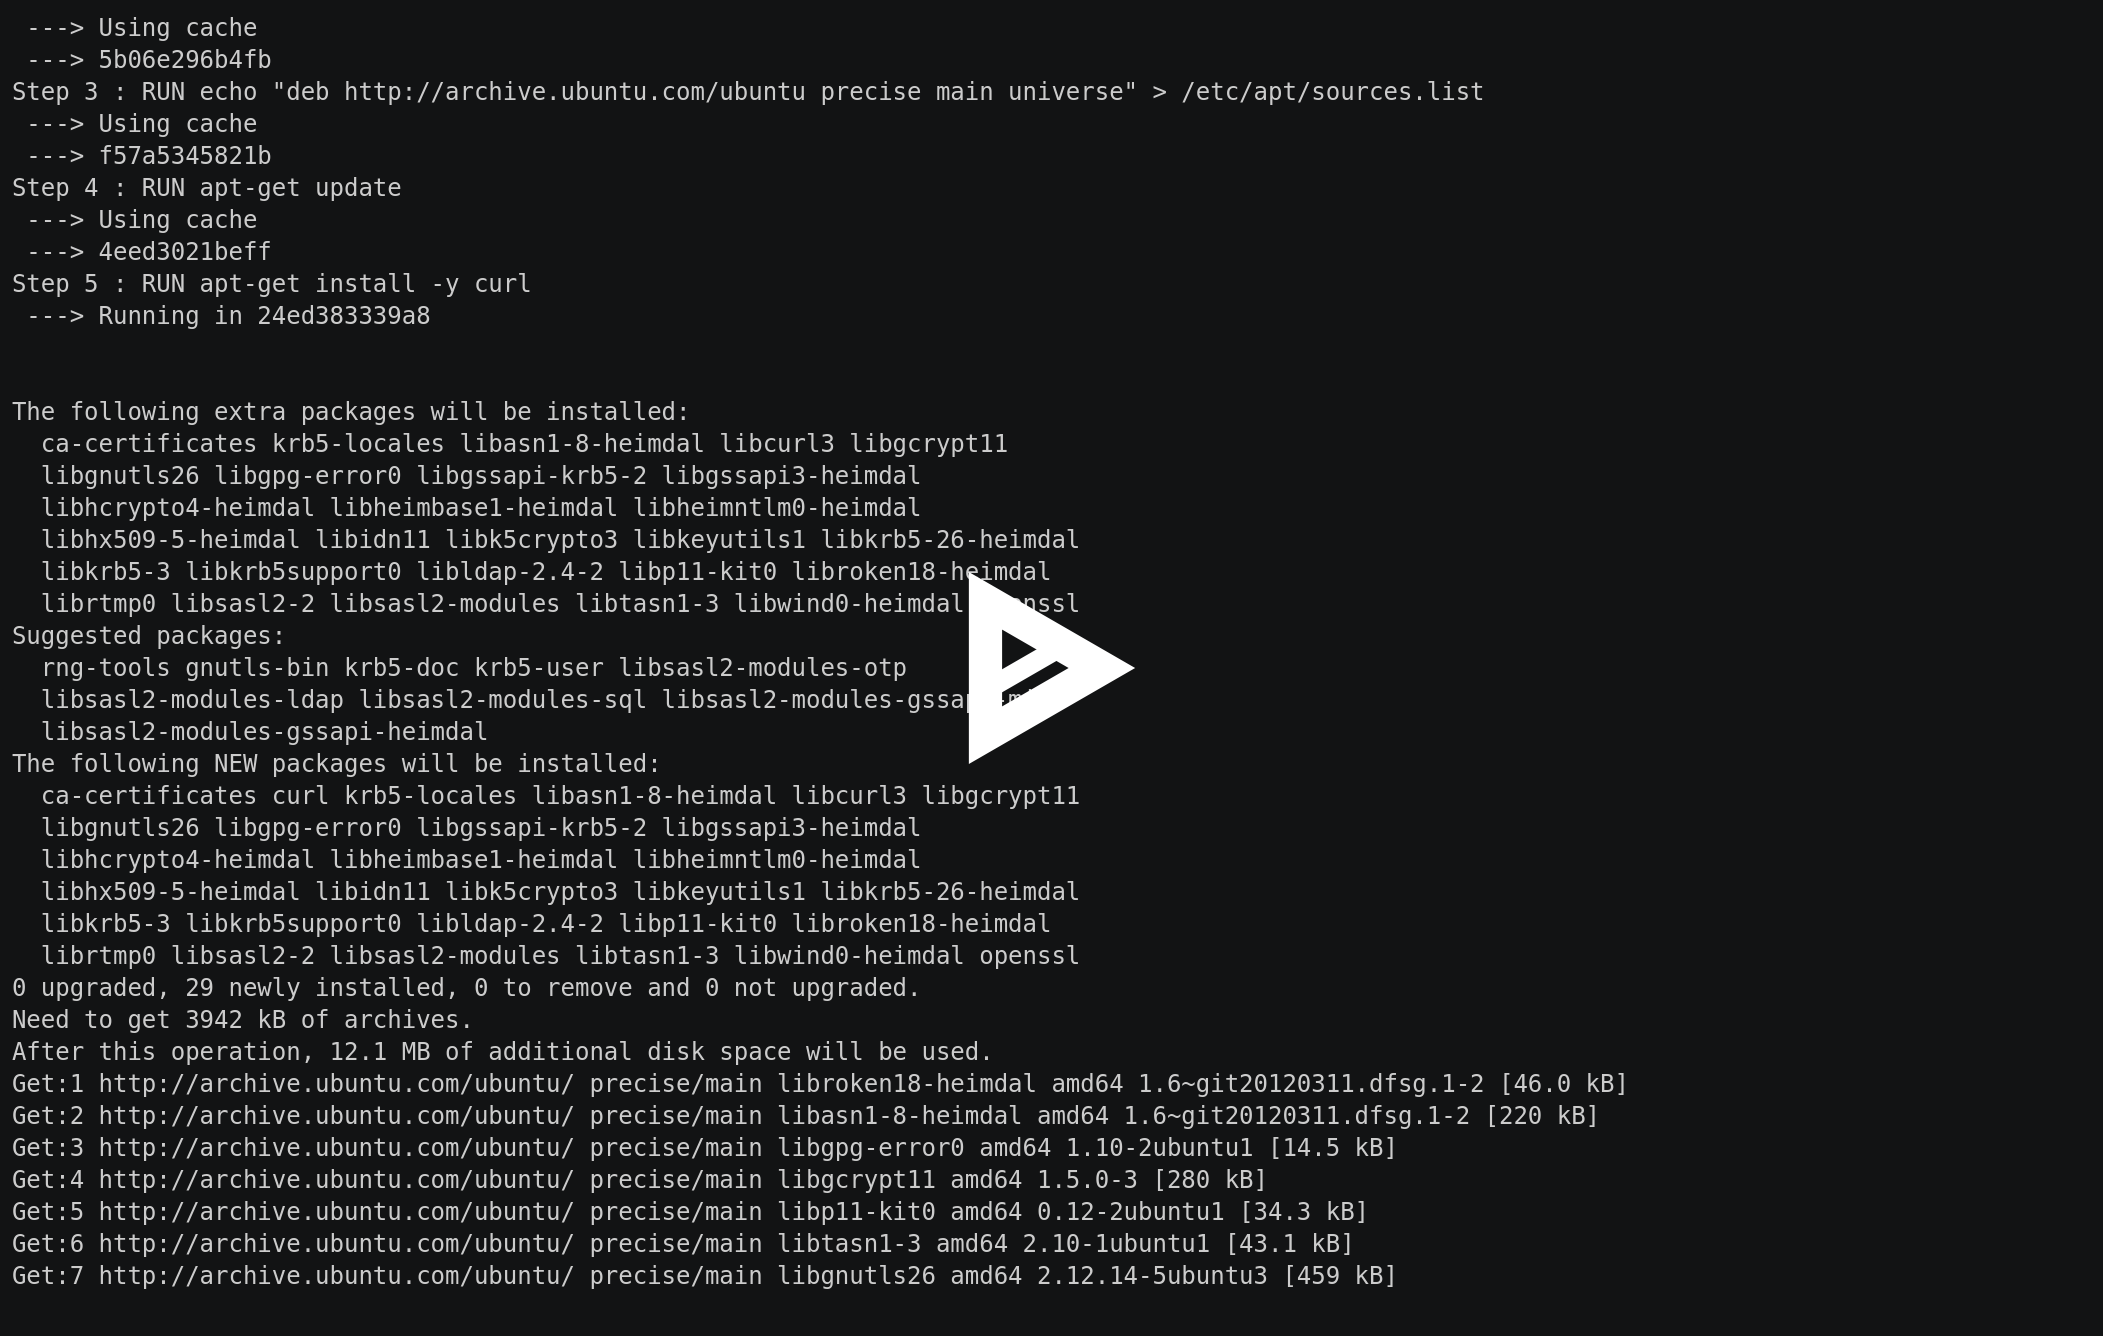 ---> Using cache
 ---> 5b06e296b4fb
Step 3 : RUN echo "deb http://archive.ubuntu.com/ubuntu precise main universe" > /etc/apt/sources.list
 ---> Using cache
 ---> f57a5345821b
Step 4 : RUN apt-get update
 ---> Using cache
 ---> 4eed3021beff
Step 5 : RUN apt-get install -y curl
 ---> Running in 24ed383339a8
The following extra packages will be installed:
  ca-certificates krb5-locales libasn1-8-heimdal libcurl3 libgcrypt11
  libgnutls26 libgpg-error0 libgssapi-krb5-2 libgssapi3-heimdal
  libhcrypto4-heimdal libheimbase1-heimdal libheimntlm0-heimdal
  libhx509-5-heimdal libidn11 libk5crypto3 libkeyutils1 libkrb5-26-heimdal
  libkrb5-3 libkrb5support0 libldap-2.4-2 libp11-kit0 libroken18-heimdal
  librtmp0 libsasl2-2 libsasl2-modules libtasn1-3 libwind0-heimdal
Suggested packages:
  rng-tools gnutls-bin krb5-doc krb5-user libsasl2-modules-otp
  libsasl2-modules-ldap libsasl2-modules-sql
  libsasl2-modules-gssapi-heimdal
The following NEW packages will be installed:
  ca-certificates curl krb5-locales libasn1-8-heimdal libcurl3 libgcrypt11
  libgnutls26 libgpg-error0 libgssapi-krb5-2 libgssapi3-heimdal
  libhcrypto4-heimdal libheimbase1-heimdal libheimntlm0-heimdal
  libhx509-5-heimdal libidn11 libk5crypto3 libkeyutils1 libkrb5-26-heimdal
  libkrb5-3 libkrb5support0 libldap-2.4-2 libp11-kit0 libroken18-heimdal
  librtmp0 libsasl2-2 libsasl2-modules libtasn1-3 libwind0-heimdal openssl
0 upgraded, 29 newly installed, 0 to remove and 0 not upgraded.
Need to get 3942 kB of archives.
After this operation, 12.1 MB of additional disk space will be used.
Get:1 http://archive.ubuntu.com/ubuntu/ precise/main libroken18-heimdal amd64 1.6~git20120311.dfsg.1-2 [46.0 kB]
Get:2 http://archive.ubuntu.com/ubuntu/ precise/main libasn1-8-heimdal amd64 1.6~git20120311.dfsg.1-2 [220 kB]
Get:3 http://archive.ubuntu.com/ubuntu/ precise/main libgpg-error0 amd64 1.10-2ubuntu1 [14.5 kB]
Get:4 http://archive.ubuntu.com/ubuntu/ precise/main libgcrypt11 amd64 1.5.0-3 [280 kB]
Get:5 http://archive.ubuntu.com/ubuntu/ precise/main libp11-kit0 amd64 0.12-2ubuntu1 [34.3 kB]
Get:6 http://archive.ubuntu.com/ubuntu/ precise/main libtasn1-3 amd64 2.10-1ubuntu1 [43.1 kB]
Get:7 http://archive.ubuntu.com/ubuntu/ precise/main libgnutls26 amd64 2.12.14-5ubuntu3 [459 kB]